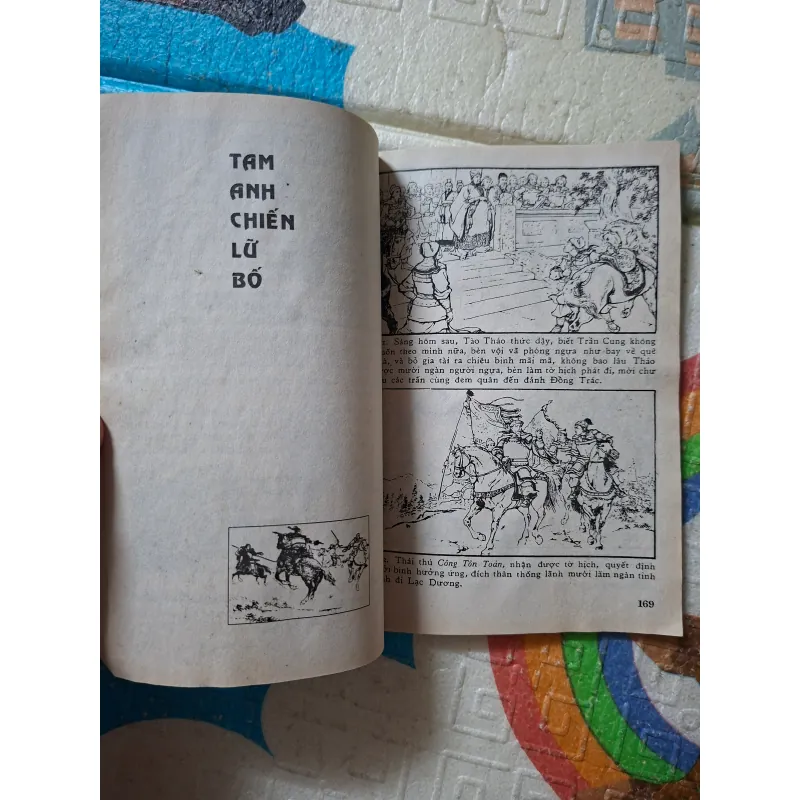 TAM
ANH
CHIẾN
LỮ
BỐ
Sáng hôm sau, Tào Tháo thức dậy, biết Trần Cung không
theo mình nữa, bèn vội vã phóng ngựa như bay về quê
và bỏ gia tài ra chiêu binh mãi mã, không bao lâu Tháo
mười ngàn người ngựa, bèn làm tờ hịch phát đi, mời chư
các trấn cùng đem quân đến đánh Đổng Trác.
Thái thú Công Tôn Toản, nhận được tờ hịch, quyết định
binh hưởng ứng, đích thân thống lãnh mười lăm ngàn tinh
đi Lạc Dương.
169